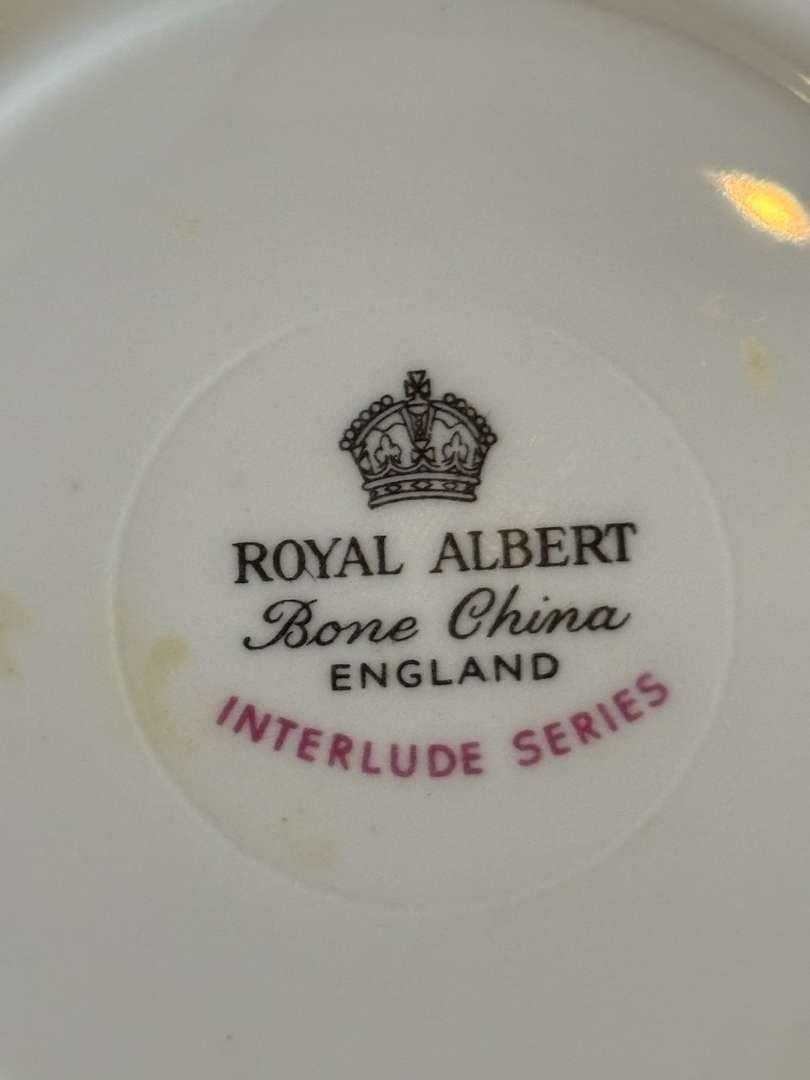 ROYAL ALBERT
Bone China
ENGLAND
INTERLUDE SERIES